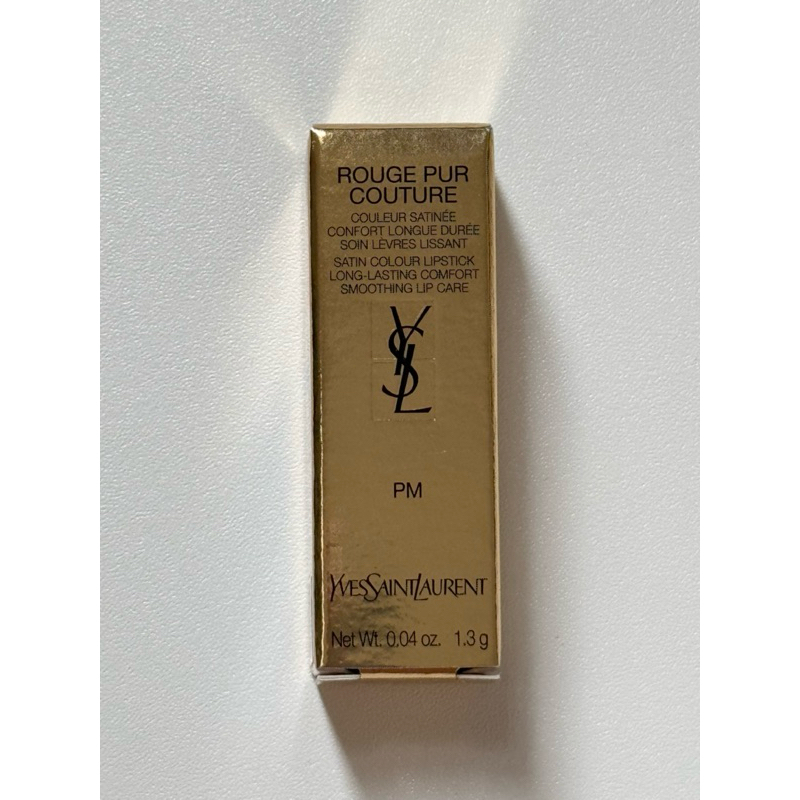 ROUGE PUR
COUTURE
COULEUR SATINÉE
CONFORT LONGUE DURÉE
SOIN LÈVRES LISSANT
SATIN COLOUR LIPSTICK
LONG-LASTING COMFORT
SMOOTHING LIP CARE
YSL
PM
YVESSAINTLAURENT
Net Wt. 0.04 oz. 1.3 g